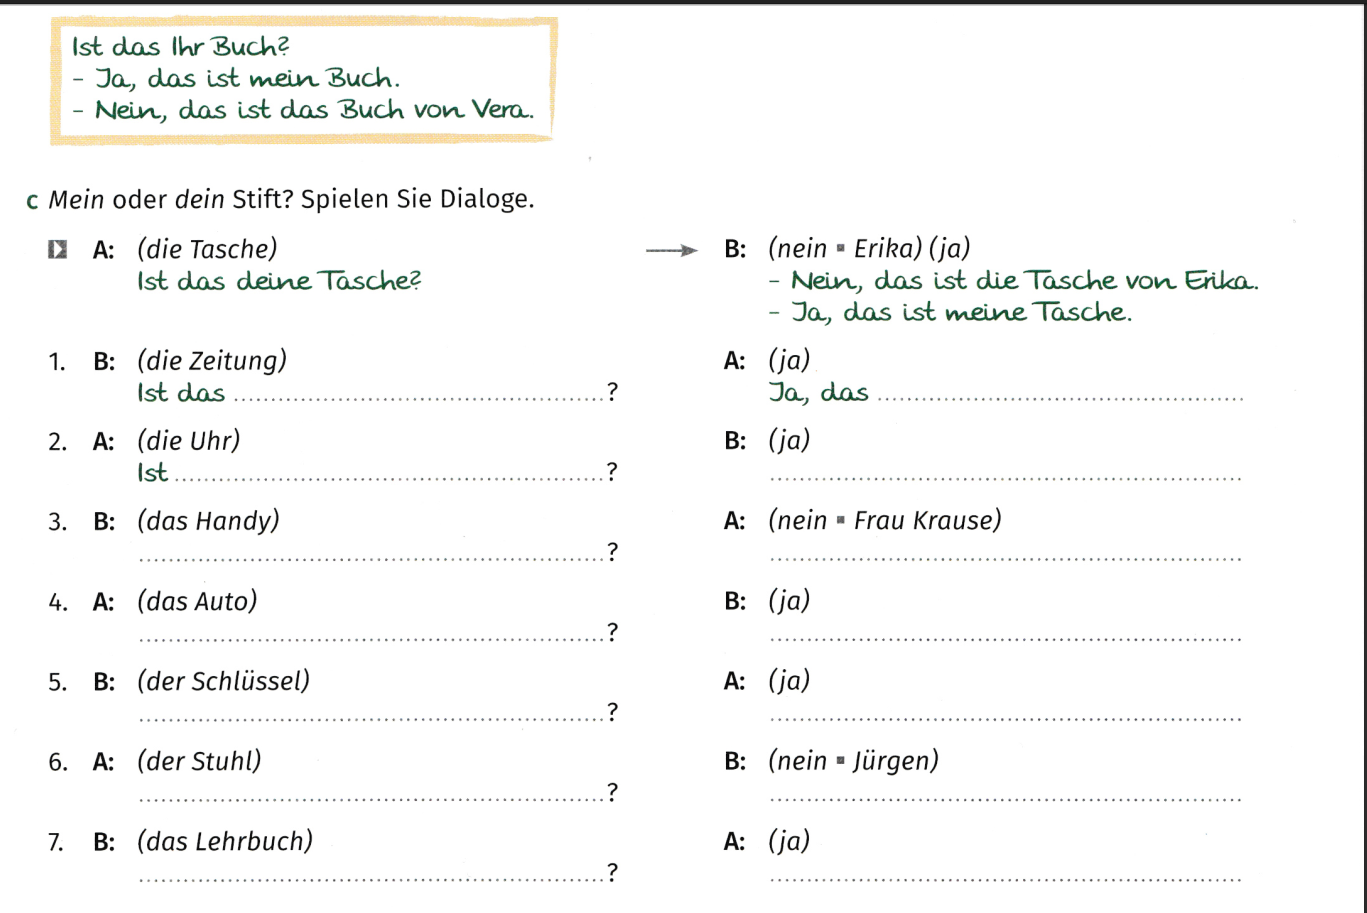 Ist das Ihr Buch?
- Ja, das ist mein Buch.
- Nein, das ist das Buch von Vera.
c Mein oder dein Stift? Spielen Sie Dialoge.
A: (die Tasche)
Ist das deine Tasche?
B: (nein ▪ Erika) (ja)
- Nein, das ist die Tasche von Erika.
- Ja, das ist meine Tasche.
1. B: (die Zeitung)
Ist das ..............................?
A: (ja)
Ja, das ..............................
2. A: (die Uhr)
Ist ..............................?
B: (ja)
..............................
3. B: (das Handy)
..............................?
A: (nein ▪ Frau Krause)
..............................
4. A: (das Auto)
..............................?
B: (ja)
..............................
5. B: (der Schlüssel)
..............................?
A: (ja)
..............................
6. A: (der Stuhl)
..............................?
B: (nein ▪ Jürgen)
..............................
7. B: (das Lehrbuch)
..............................?
A: (ja)
..............................